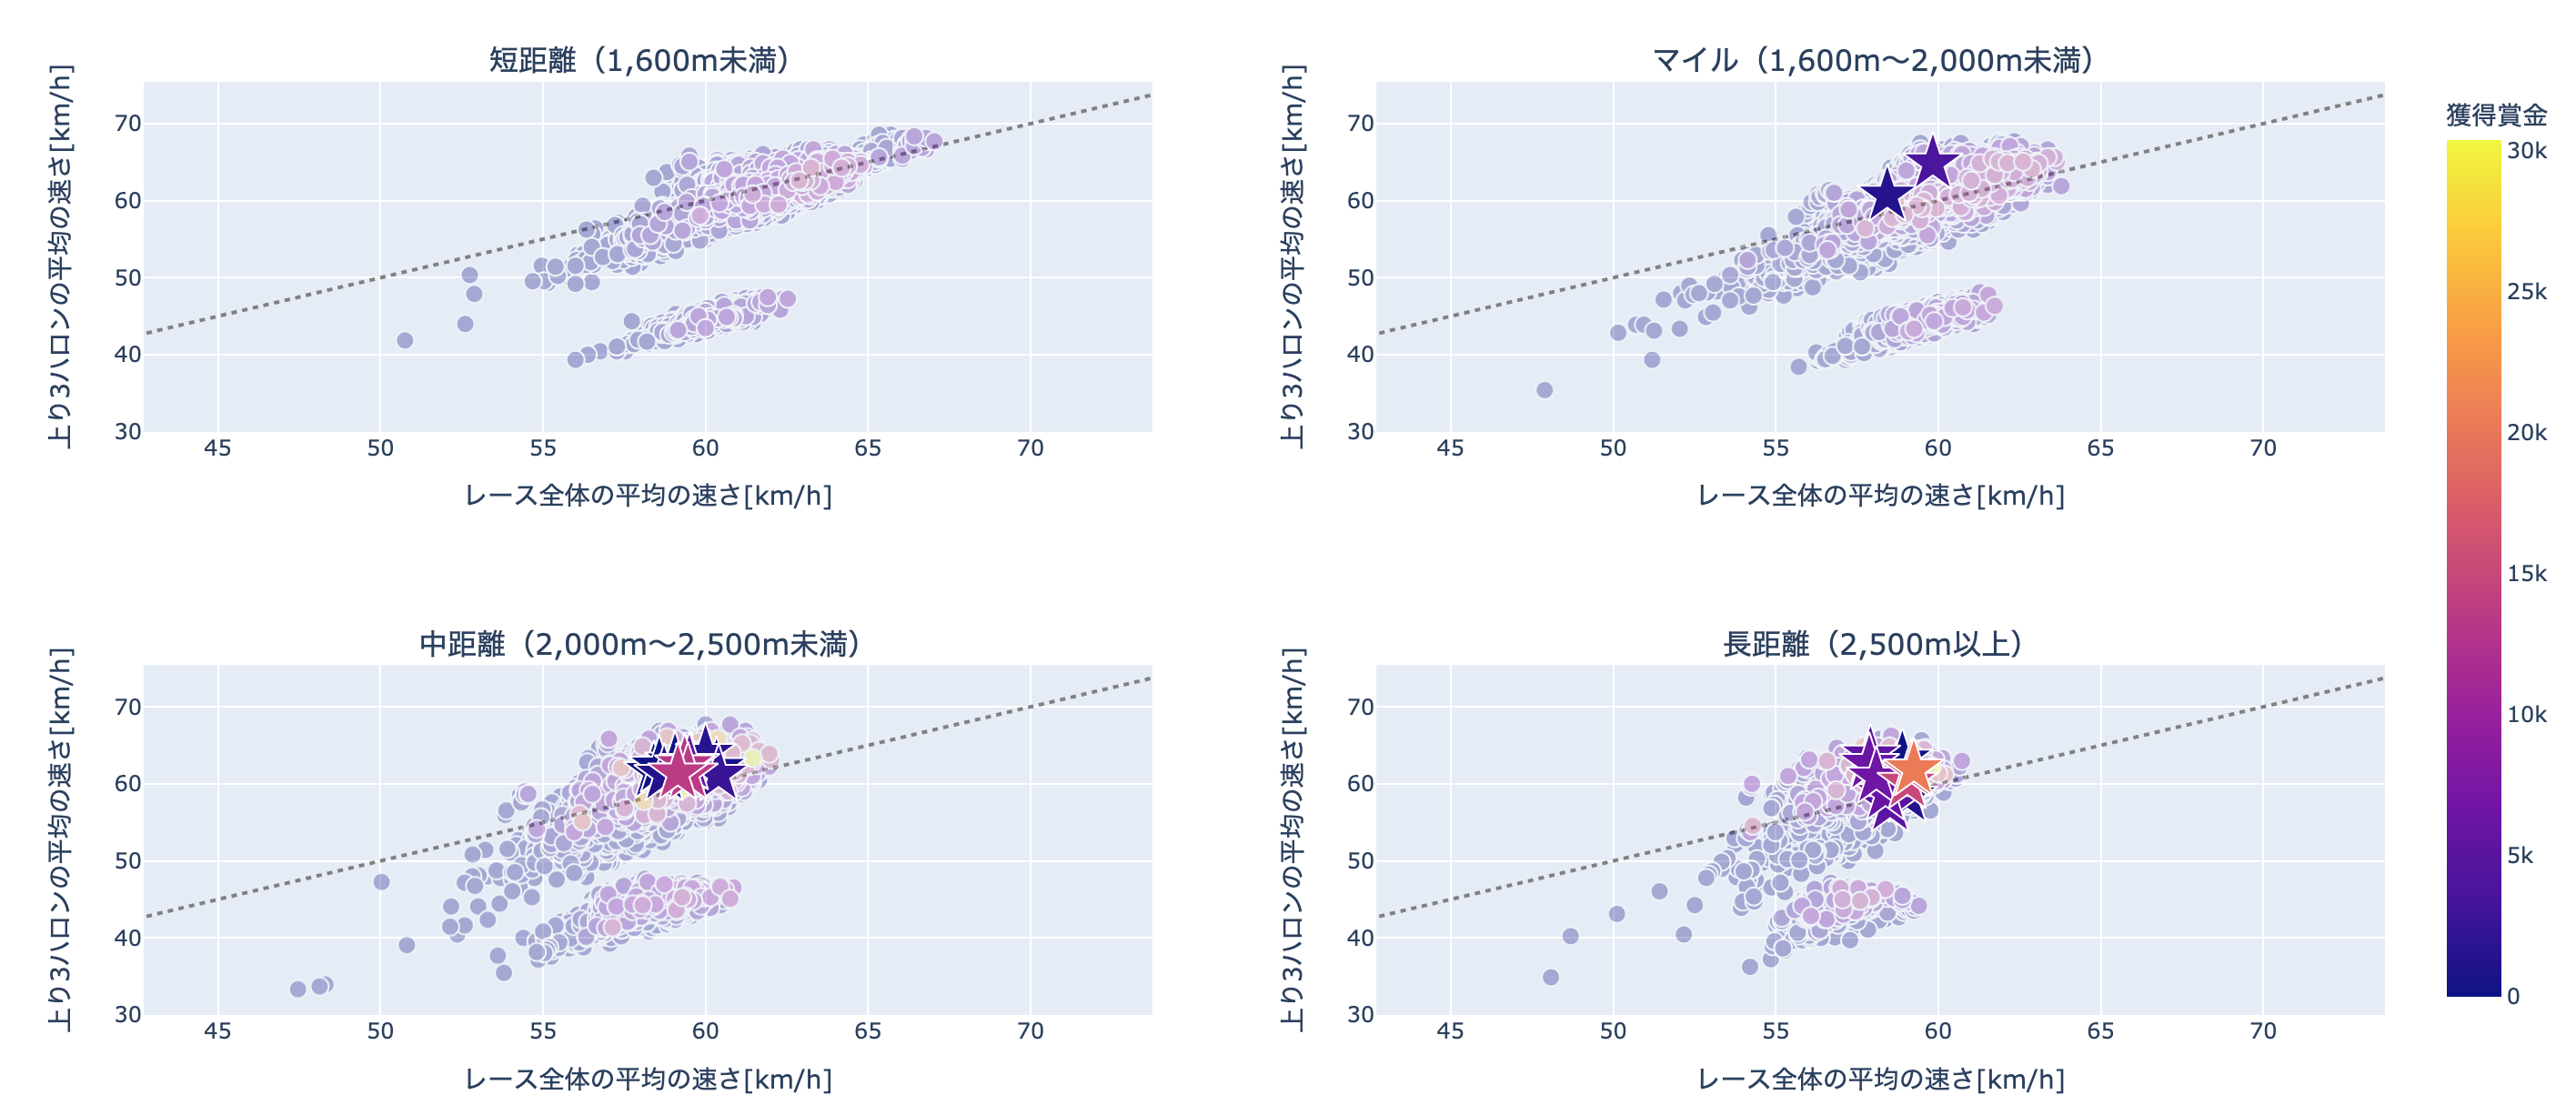 短距離（1,600m未満）
上り3ハロンの平均の速さ[km/h]
70
60
50
40
30
45 50 55 60 65 70
レース全体の平均の速さ[km/h]
マイル（1,600m〜2,000m未満）
上り3ハロンの平均の速さ[km/h]
70
60
50
40
30
45 50 55 60 65 70
レース全体の平均の速さ[km/h]
中距離（2,000m〜2,500m未満）
上り3ハロンの平均の速さ[km/h]
70
60
50
40
30
45 50 55 60 65 70
レース全体の平均の速さ[km/h]
長距離（2,500m以上）
上り3ハロンの平均の速さ[km/h]
70
60
50
40
30
45 50 55 60 65 70
レース全体の平均の速さ[km/h]
獲得賞金
30k
25k
20k
15k
10k
5k
0